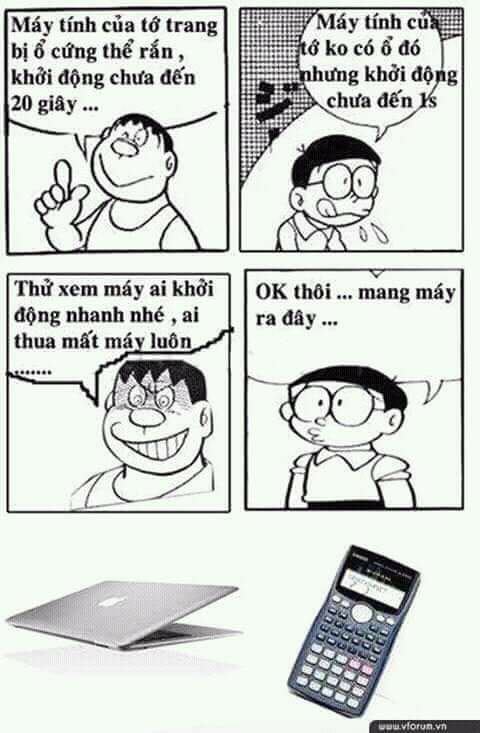 Máy tính của tớ trang
bị ổ cứng thể rắn ,
khởi động chưa đến
20 giây ...
Máy tính của
tớ ko có ổ đó
nhưng khởi động
chưa đến 1s
Thử xem máy ai khởi
động nhanh nhé , ai
thua mất máy luôn
.......
OK thôi ... mang máy
ra đây ...
CASIO
www.vforum.vn